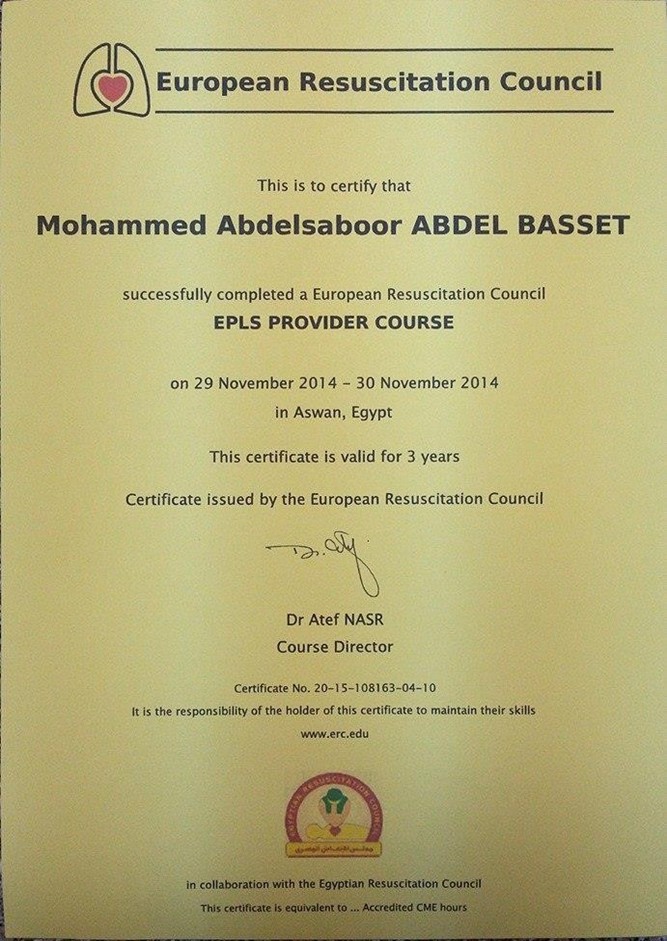 European Resuscitation Council
This is to certify that
Mohammed Abdelsaboor ABDEL BASSET
successfully completed a European Resuscitation Council
EPLS PROVIDER COURSE
on 29 November 2014 – 30 November 2014
in Aswan, Egypt
This certificate is valid for 3 years
Certificate issued by the European Resuscitation Council
Dr Atef NASR
Course Director
Certificate No. 20-15-108163-04-10
It is the responsibility of the holder of this certificate to maintain their skills
www.erc.edu
EGYPTIAN RESUSCITATION COUNCIL
in collaboration with the Egyptian Resuscitation Council
This certificate is equivalent to ... Accredited CME hours